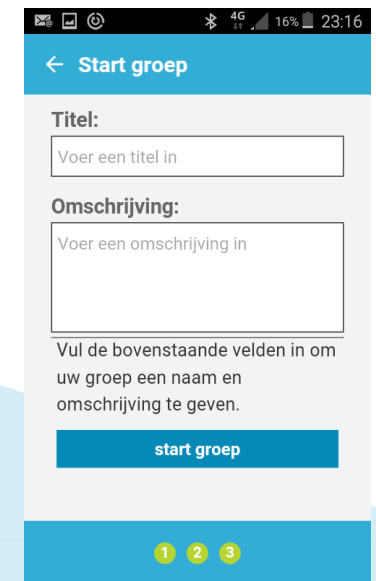 4G 16% 23:16
← Start groep
Titel:
Voer een titel in
Omschrijving:
Voer een omschrijving in
Vul de bovenstaande velden in om
uw groep een naam en
omschrijving te geven.
start groep
1 2 3